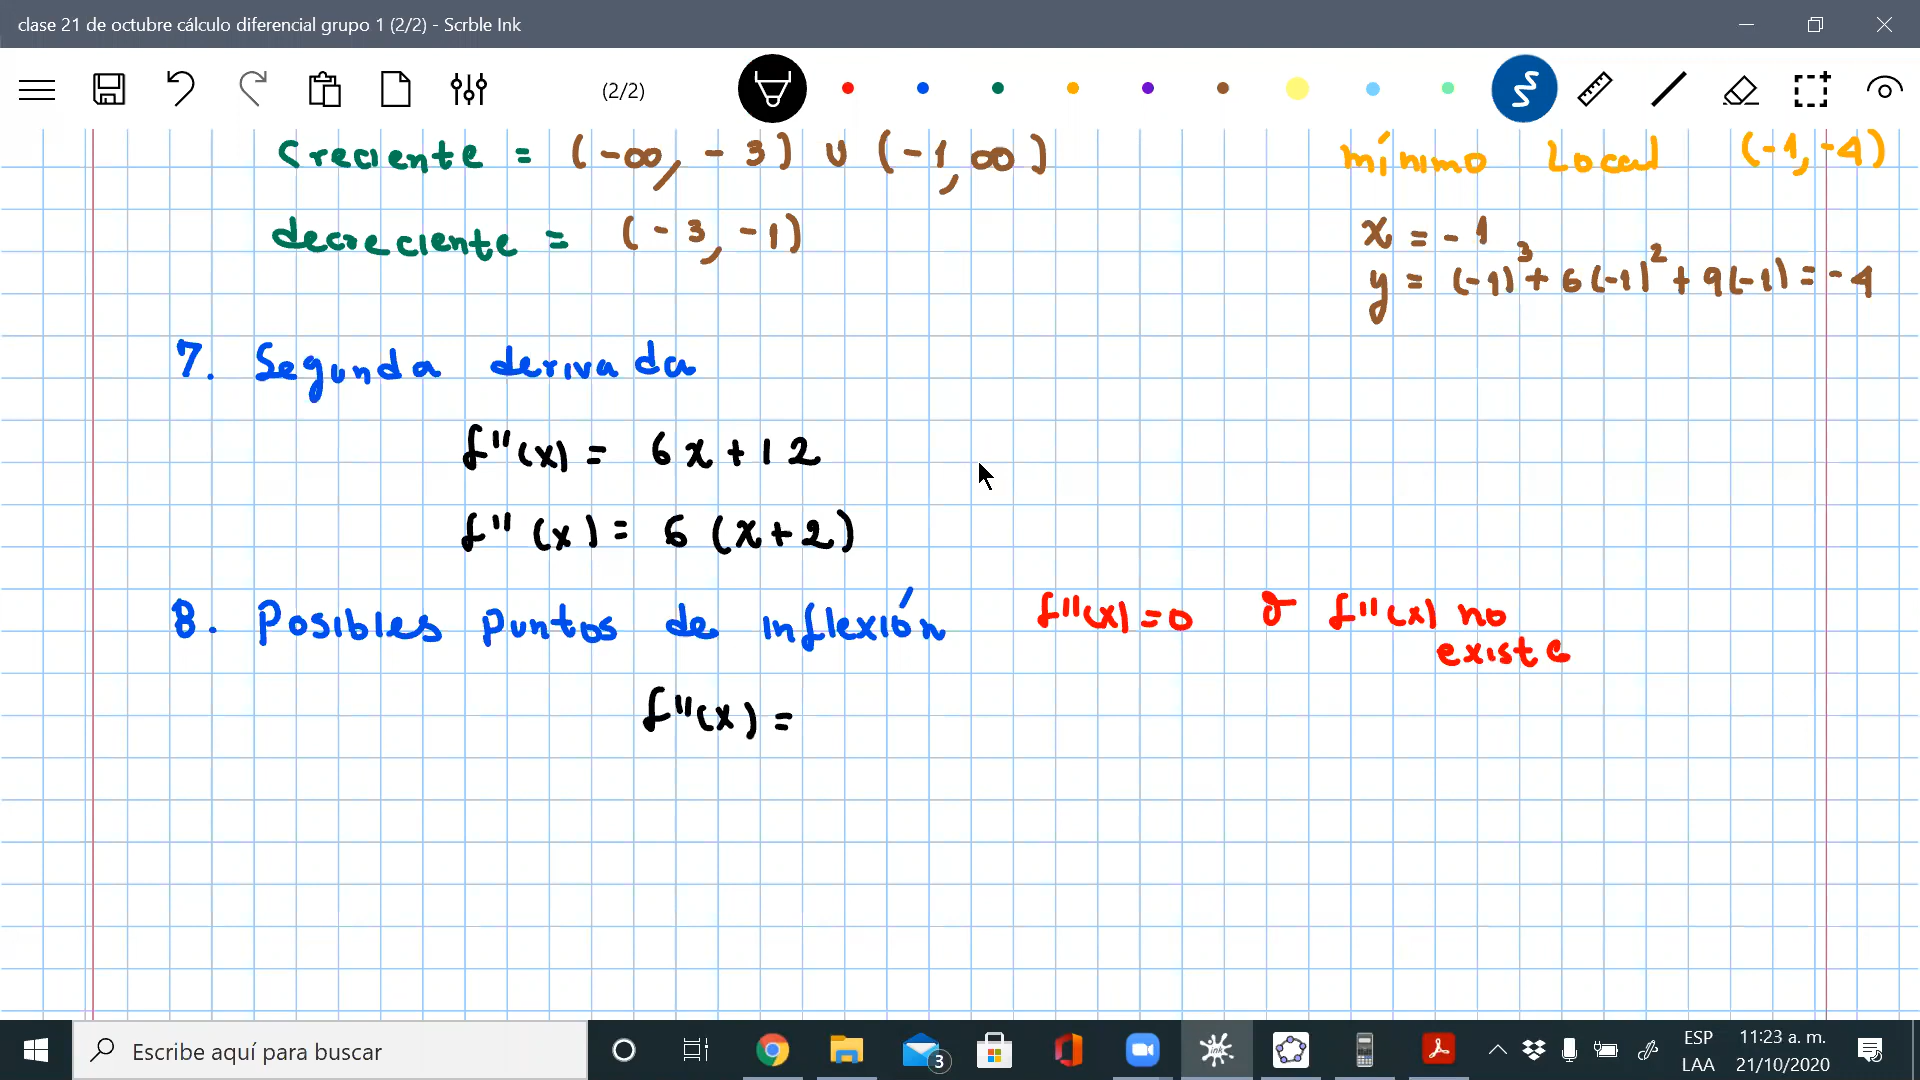 clase 21 de octubre cálculo diferencial grupo 1 (2/2) - Scrble Ink
(2/2)
creciente = (-∞, -3) ∪ (-1, ∞)
decreciente = (-3, -1)
mínimo Local (-1, -4)
x = -1
y = (-1)³ + 6(-1)² + 9(-1) = -4
7. Segunda derivada
f''(x) = 6x+12
f''(x) = 6(x+2)
8. Posibles puntos de inflexión
f''(x) = 0 ó f''(x) no
existe
f''(x) =
Escribe aquí para buscar
3
ESP
LAA
11:23 a. m.
21/10/2020